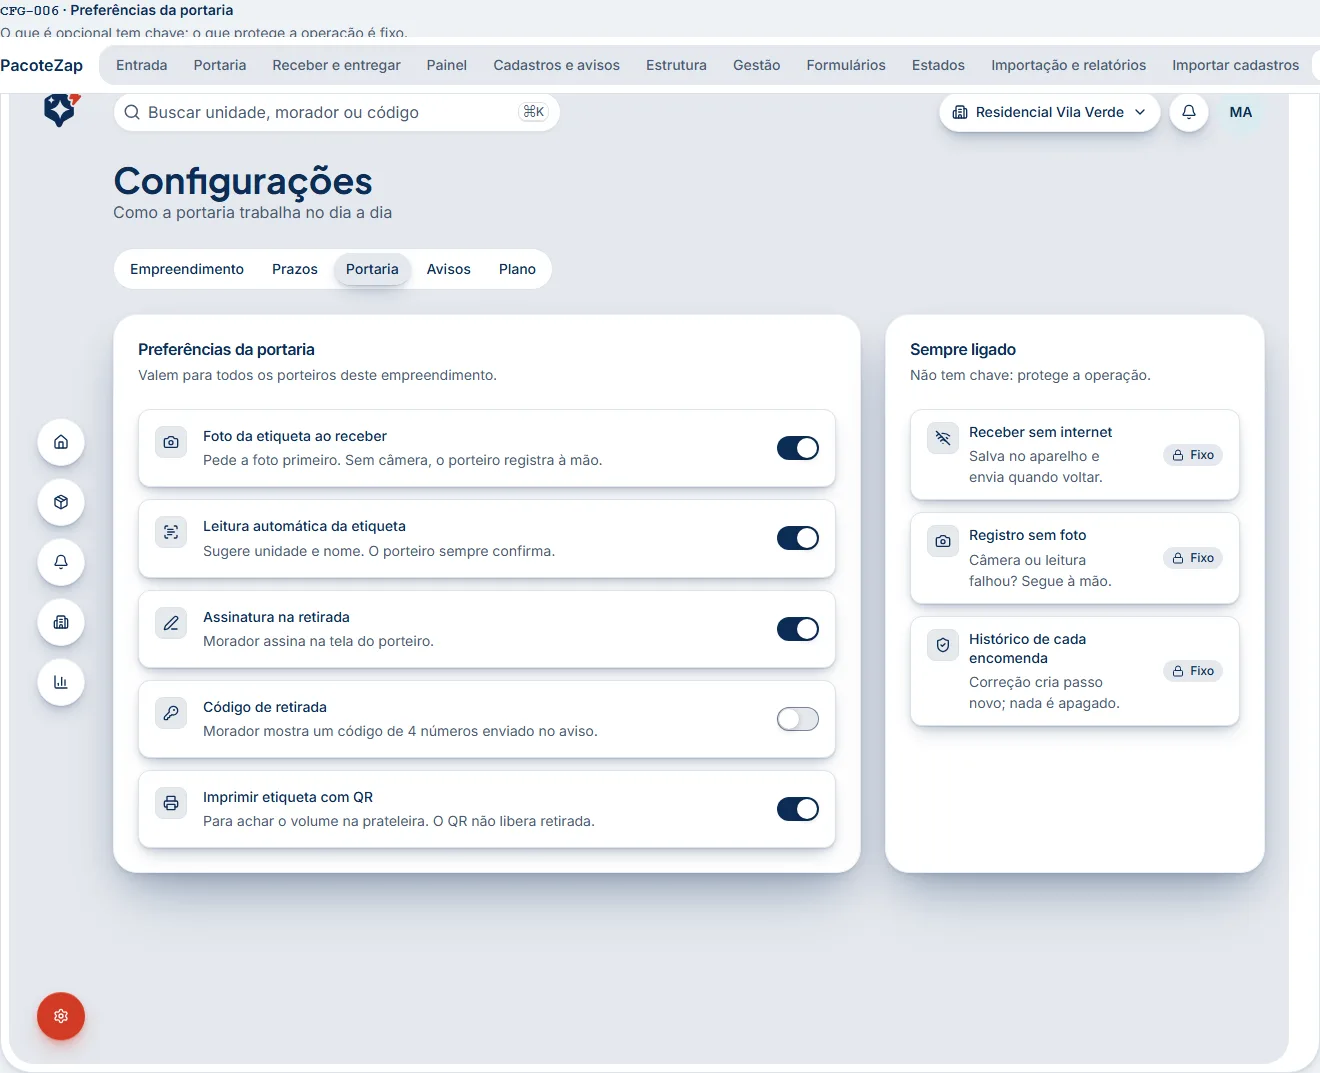 CFG-006 · Preferências da portaria
O que é opcional tem chave; o que protege a operação é fixo.
PacoteZap
Entrada
Portaria
Receber e entregar
Painel
Cadastros e avisos
Estrutura
Gestão
Formulários
Estados
Importação e relatórios
Importar cadastros
Buscar unidade, morador ou código
⌘K
Residencial Vila Verde
MA
Configurações
Como a portaria trabalha no dia a dia
Empreendimento
Prazos
Portaria
Avisos
Plano
Preferências da portaria
Valem para todos os porteiros deste empreendimento.
Foto da etiqueta ao receber
Pede a foto primeiro. Sem câmera, o porteiro registra à mão.
Leitura automática da etiqueta
Sugere unidade e nome. O porteiro sempre confirma.
Assinatura na retirada
Morador assina na tela do porteiro.
Código de retirada
Morador mostra um código de 4 números enviado no aviso.
Imprimir etiqueta com QR
Para achar o volume na prateleira. O QR não libera retirada.
Sempre ligado
Não tem chave: protege a operação.
Receber sem internet
Salva no aparelho e
envia quando voltar.
Fixo
Registro sem foto
Câmera ou leitura
falhou? Segue à mão.
Fixo
Histórico de cada
encomenda
Correção cria passo
novo; nada é apagado.
Fixo